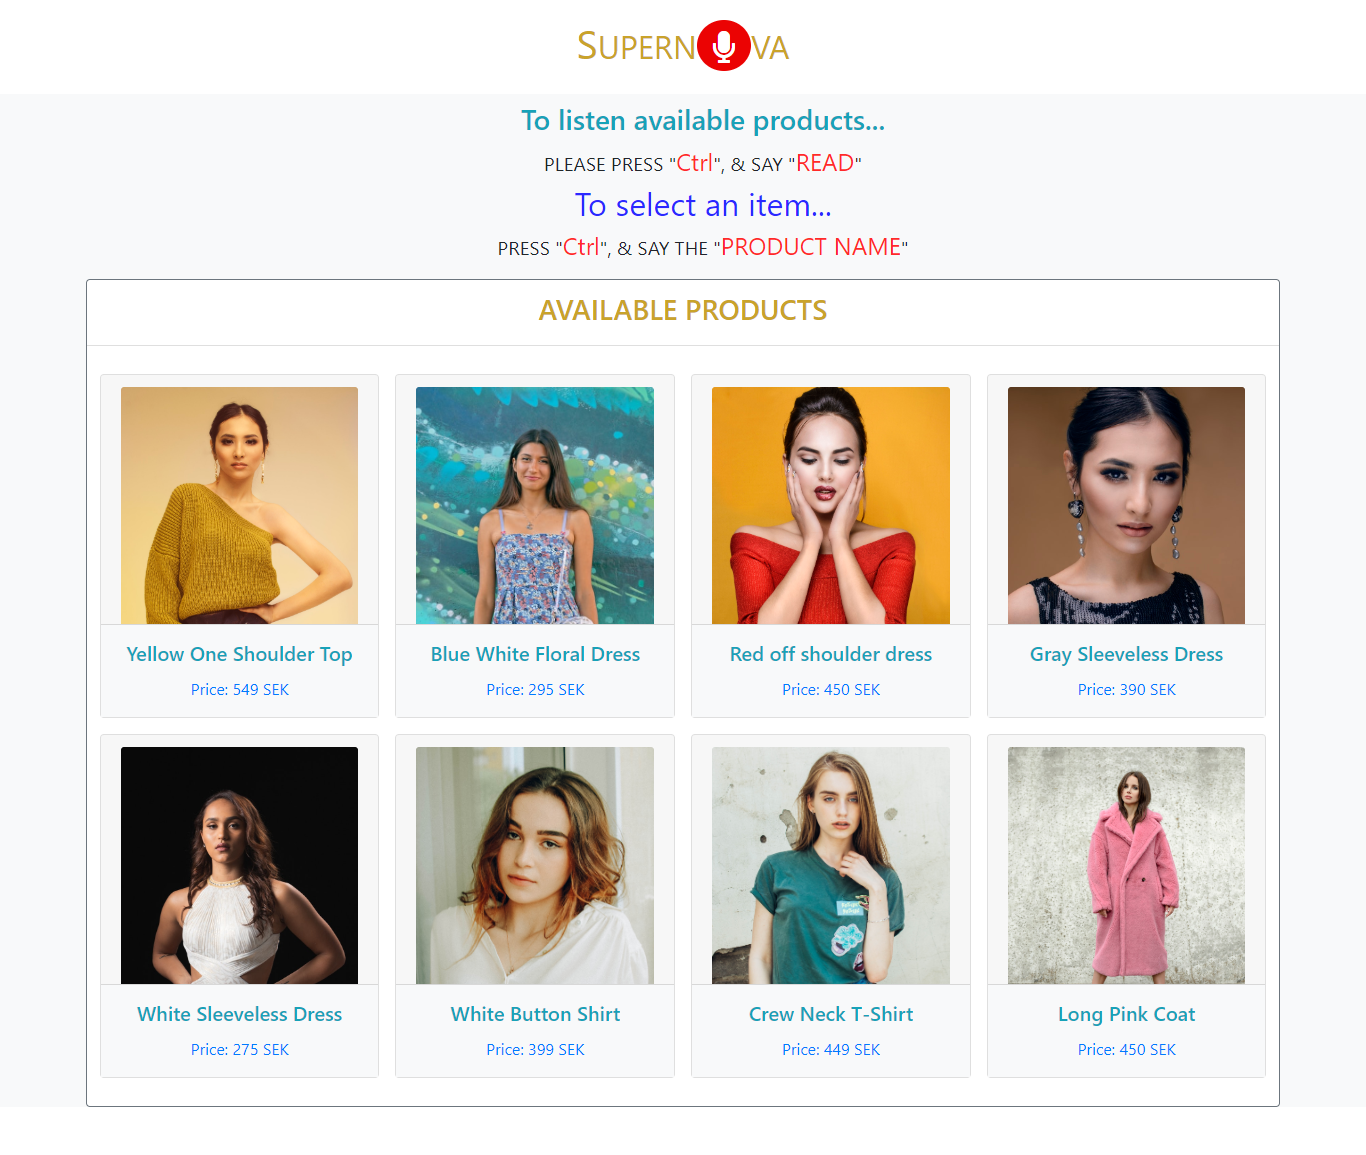 SUPERNVA
To listen available products...
PLEASE PRESS "Ctrl", & SAY "READ"
To select an item...
PRESS "Ctrl", & SAY THE "PRODUCT NAME"
AVAILABLE PRODUCTS
Yellow One Shoulder Top
Price: 549 SEK
Blue White Floral Dress
Price: 295 SEK
Red off shoulder dress
Price: 450 SEK
Gray Sleeveless Dress
Price: 390 SEK
White Sleeveless Dress
Price: 275 SEK
White Button Shirt
Price: 399 SEK
Crew Neck T-Shirt
Price: 449 SEK
Long Pink Coat
Price: 450 SEK